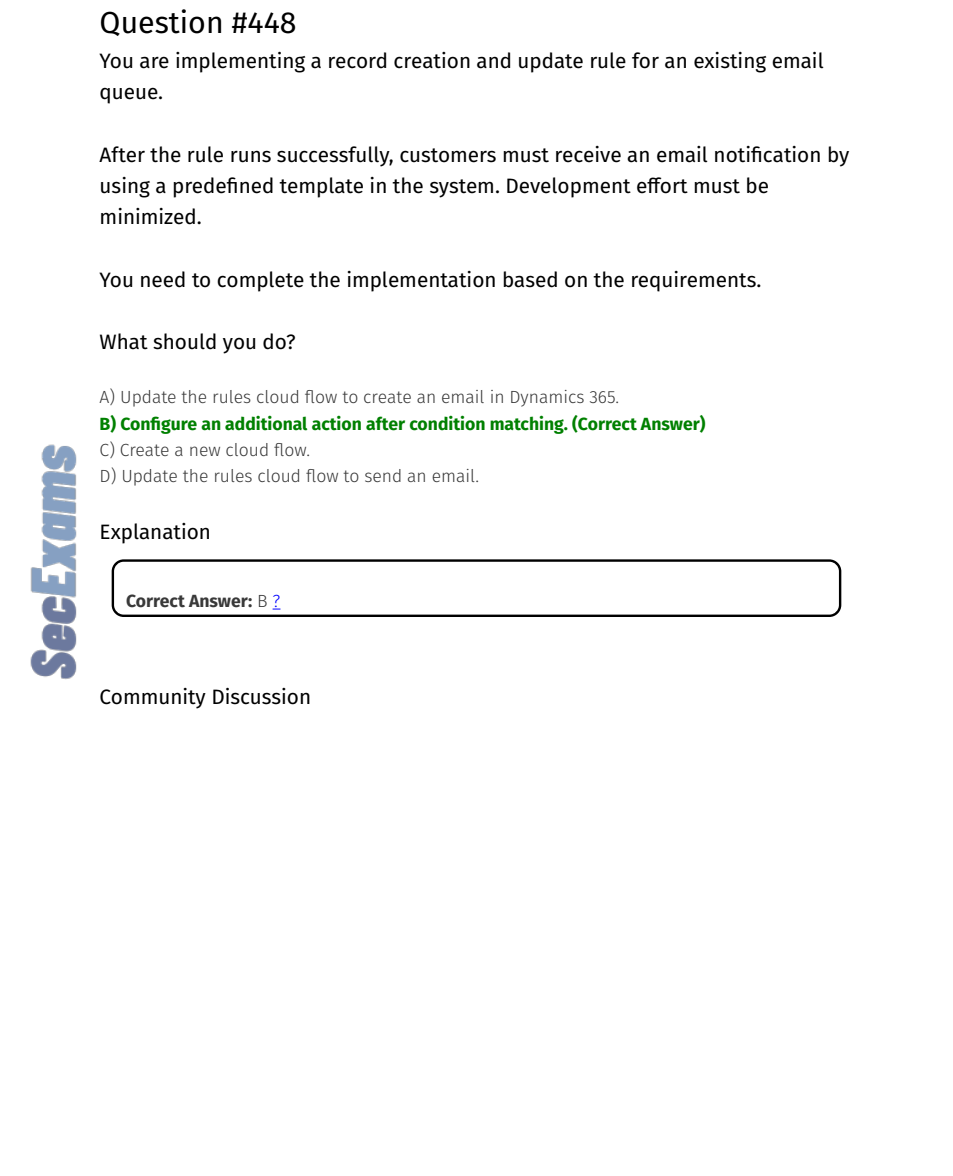 Question #448
You are implementing a record creation and update rule for an existing email
queue.
After the rule runs successfully, customers must receive an email notification by
using a predefined template in the system. Development effort must be
minimized.
You need to complete the implementation based on the requirements.
What should you do?
A) Update the rules cloud flow to create an email in Dynamics 365.
B) Configure an additional action after condition matching. (Correct Answer)
C) Create a new cloud flow.
D) Update the rules cloud flow to send an email.
SecExams
Explanation
Correct Answer: B ?
Community Discussion